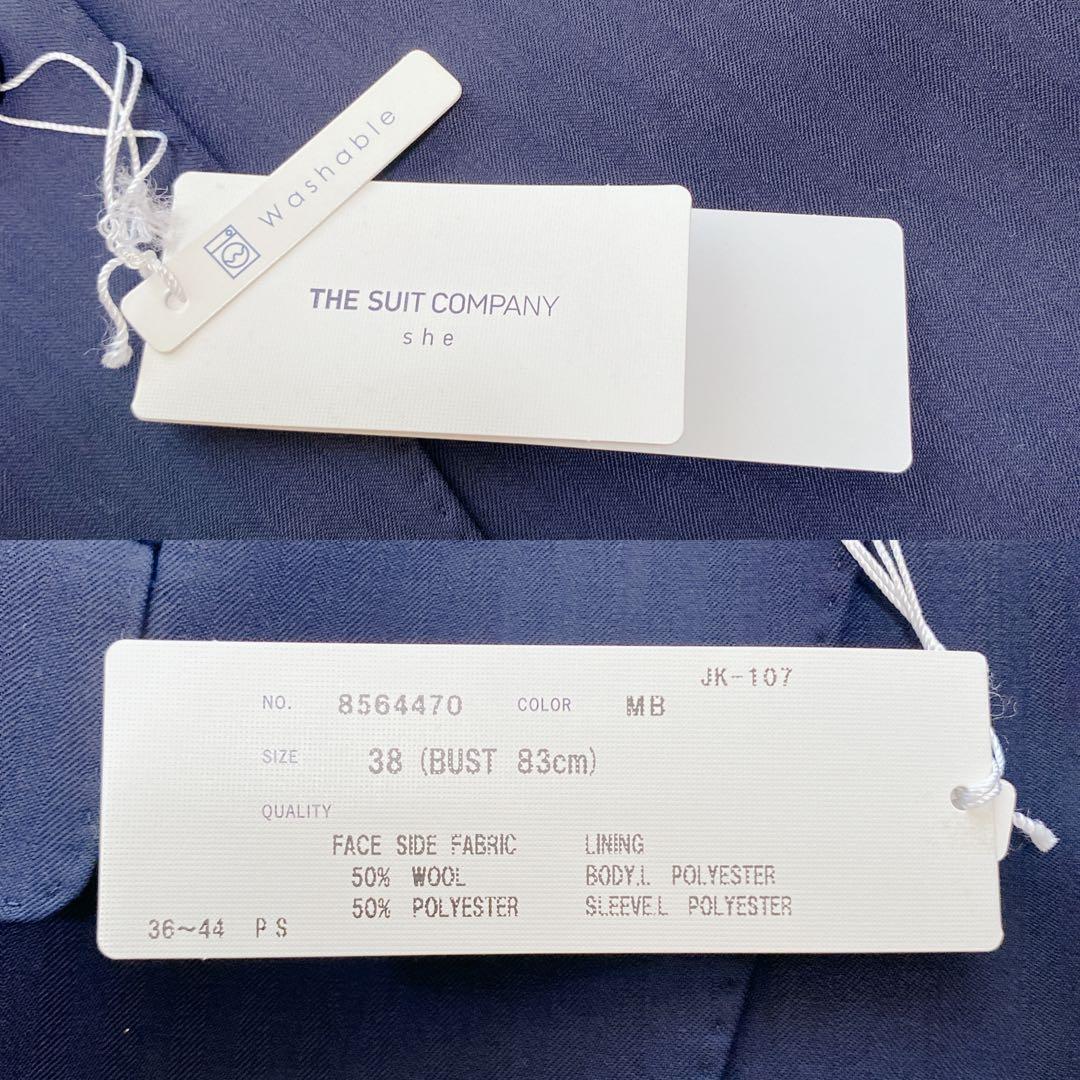 Washable
THE SUIT COMPANY
she
JK-107
NO. 8564470 COLOR MB
SIZE 38 (BUST 83cm)
QUALITY
FACE SIDE FABRIC LINING
50% WOOL BODY.L POLYESTER
50% POLYESTER SLEEVE.L POLYESTER
36~44 PS